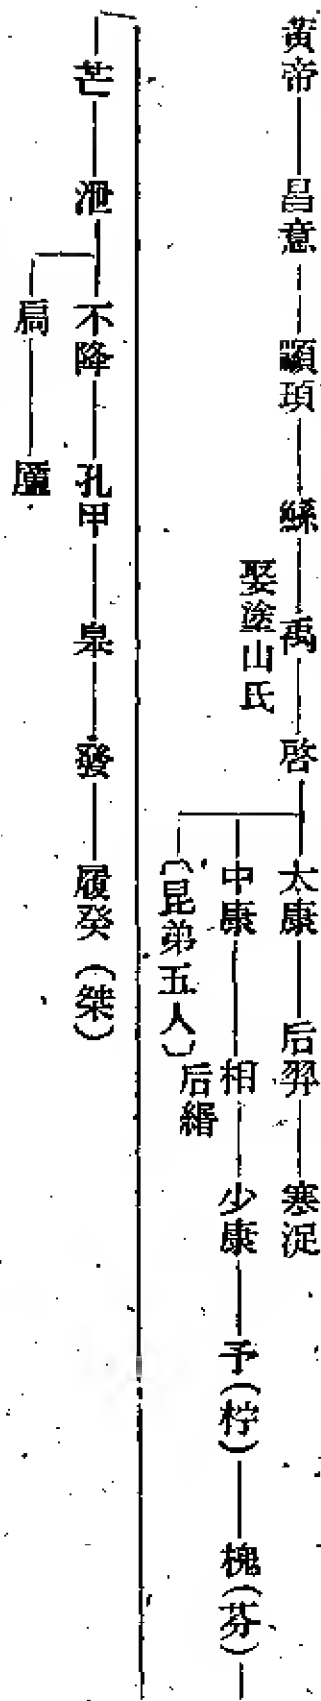 黃帝——昌意——顓頊——鯀——禹——啓——太康——后羿——寒浞
娶塗山氏
中康——相——少康——予(杼)——槐(芬)——
后緡
(昆弟五人)
芒——泄——不降——孔甲——皐——發——履癸(桀)
扃——廑